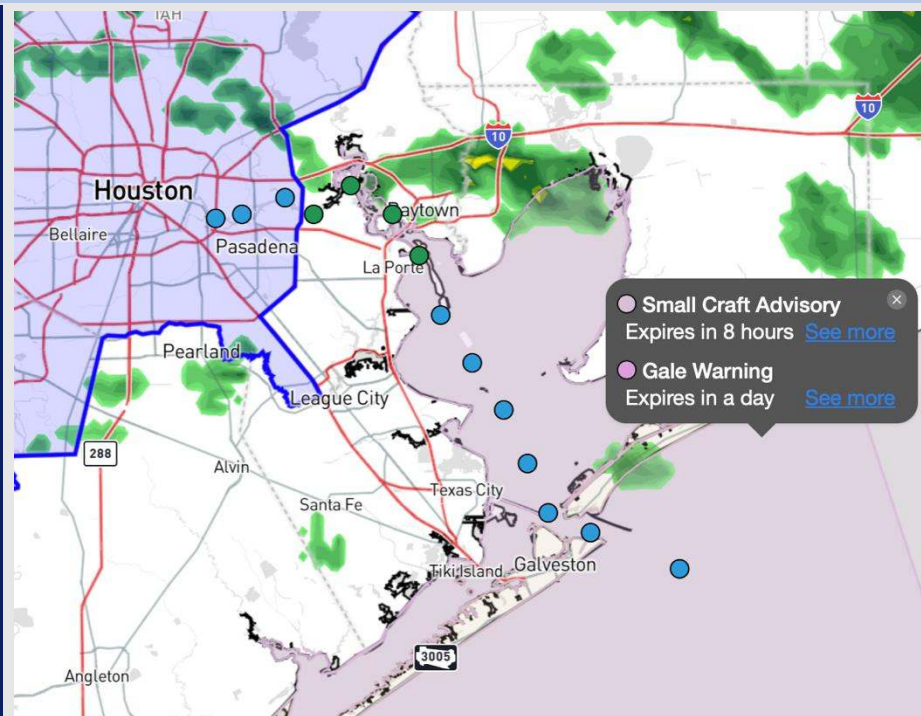 IAH
10
10
Houston
Baytown
Bellaire
Pasadena
La Porte
Small Craft Advisory
Expires in 8 hours See more
Gale Warning
Expires in a day See more
Pearland
League City
288
Alvin
Texas City
Santa Fe
Tiki Island
Galveston
3005
Angleton